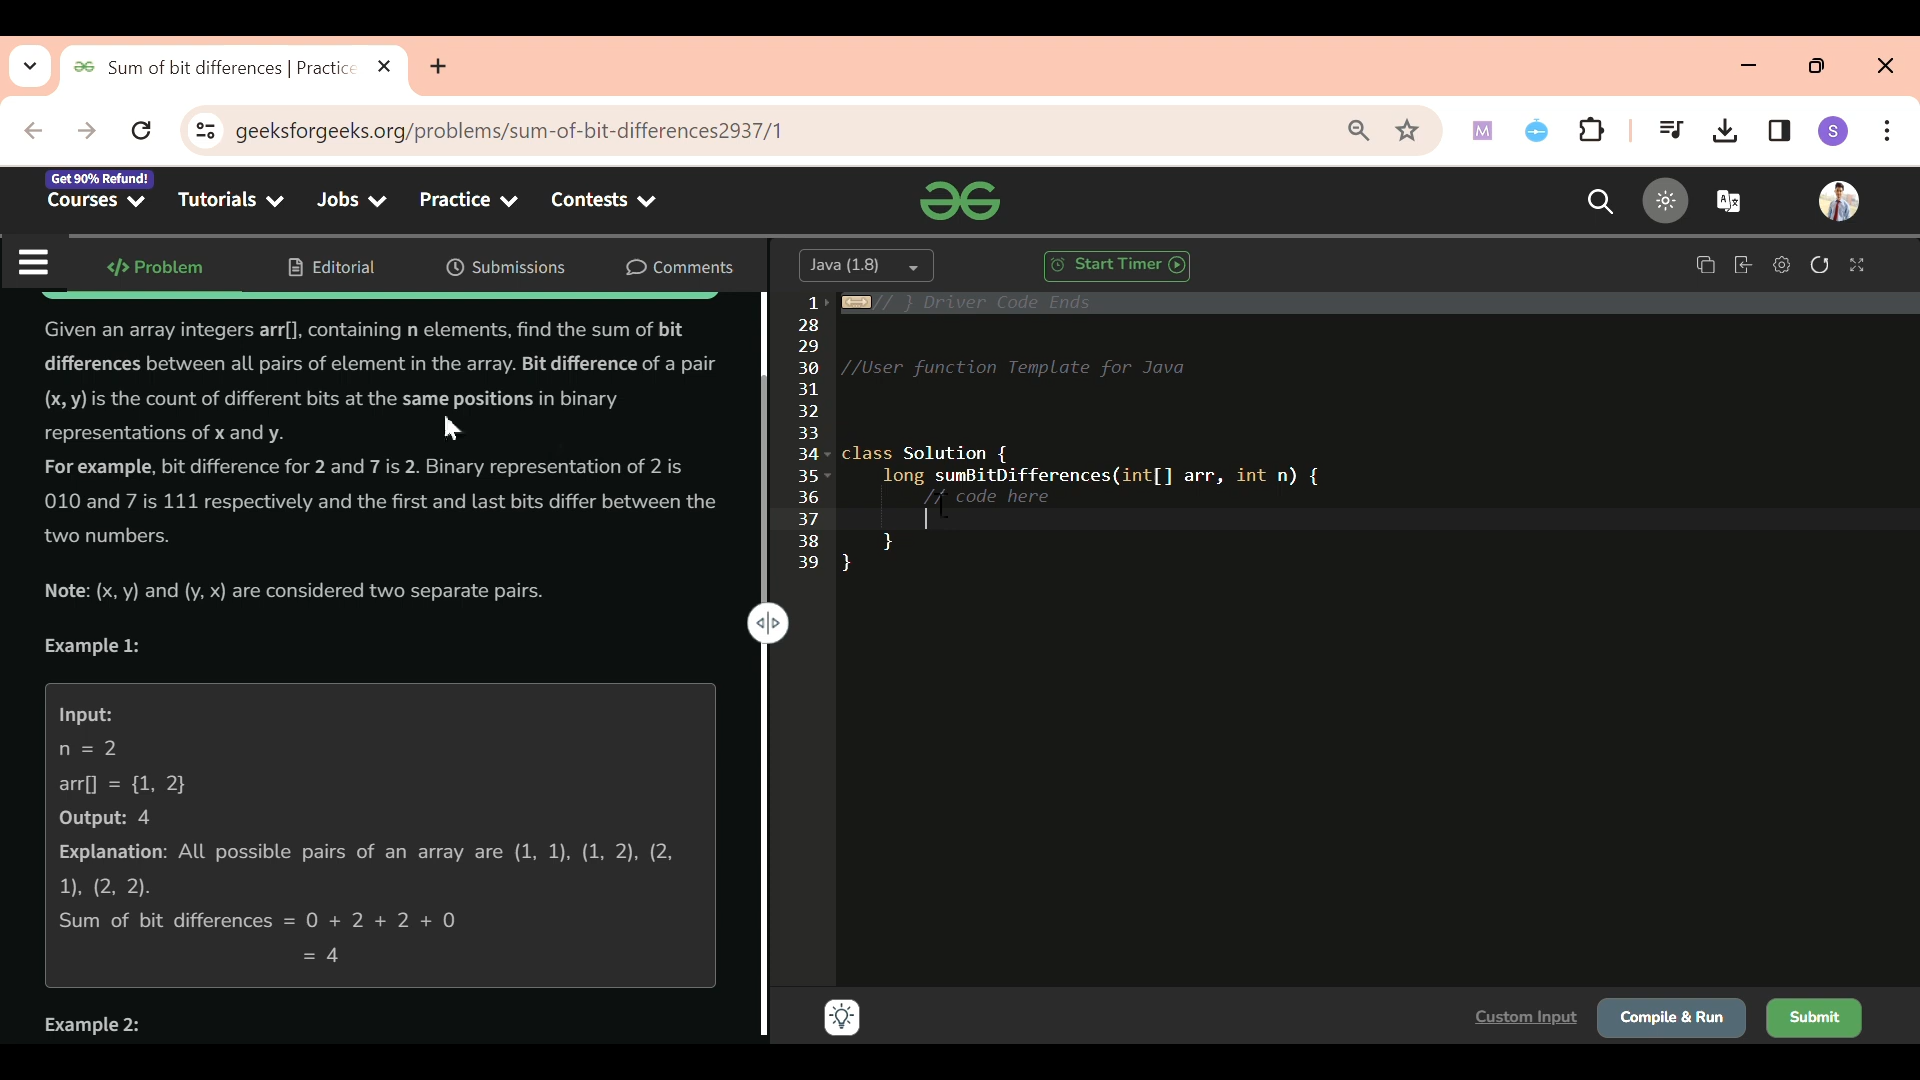 Sum of bit differences | Practice
geeksforgeeks.org/problems/sum-of-bit-differences2937/1
M
S
Get 90% Refund!
Courses Tutorials Jobs Practice Contests
</> Problem Editorial Submissions Comments
Java (1.8) Start Timer
Given an array integers arr[], containing n elements, find the sum of bit
differences between all pairs of element in the array. Bit difference of a pair
(x, y) is the count of different bits at the same positions in binary
representations of x and y.
For example, bit difference for 2 and 7 is 2. Binary representation of 2 is
010 and 7 is 111 respectively and the first and last bits differ between the
two numbers.
Note: (x, y) and (y, x) are considered two separate pairs.
Example 1:
Input:
n = 2
arr[] = {1, 2}
Output: 4
Explanation: All possible pairs of an array are (1, 1), (1, 2), (2,
1), (2, 2).
Sum of bit differences = 0 + 2 + 2 + 0
= 4
Example 2:
1 // } Driver Code Ends
28
29
30 //User function Template for Java
31
32
33
34 class Solution {
35 long sumBitDifferences(int[] arr, int n) {
36 // code here
37
38 }
39 }
Custom Input Compile & Run Submit